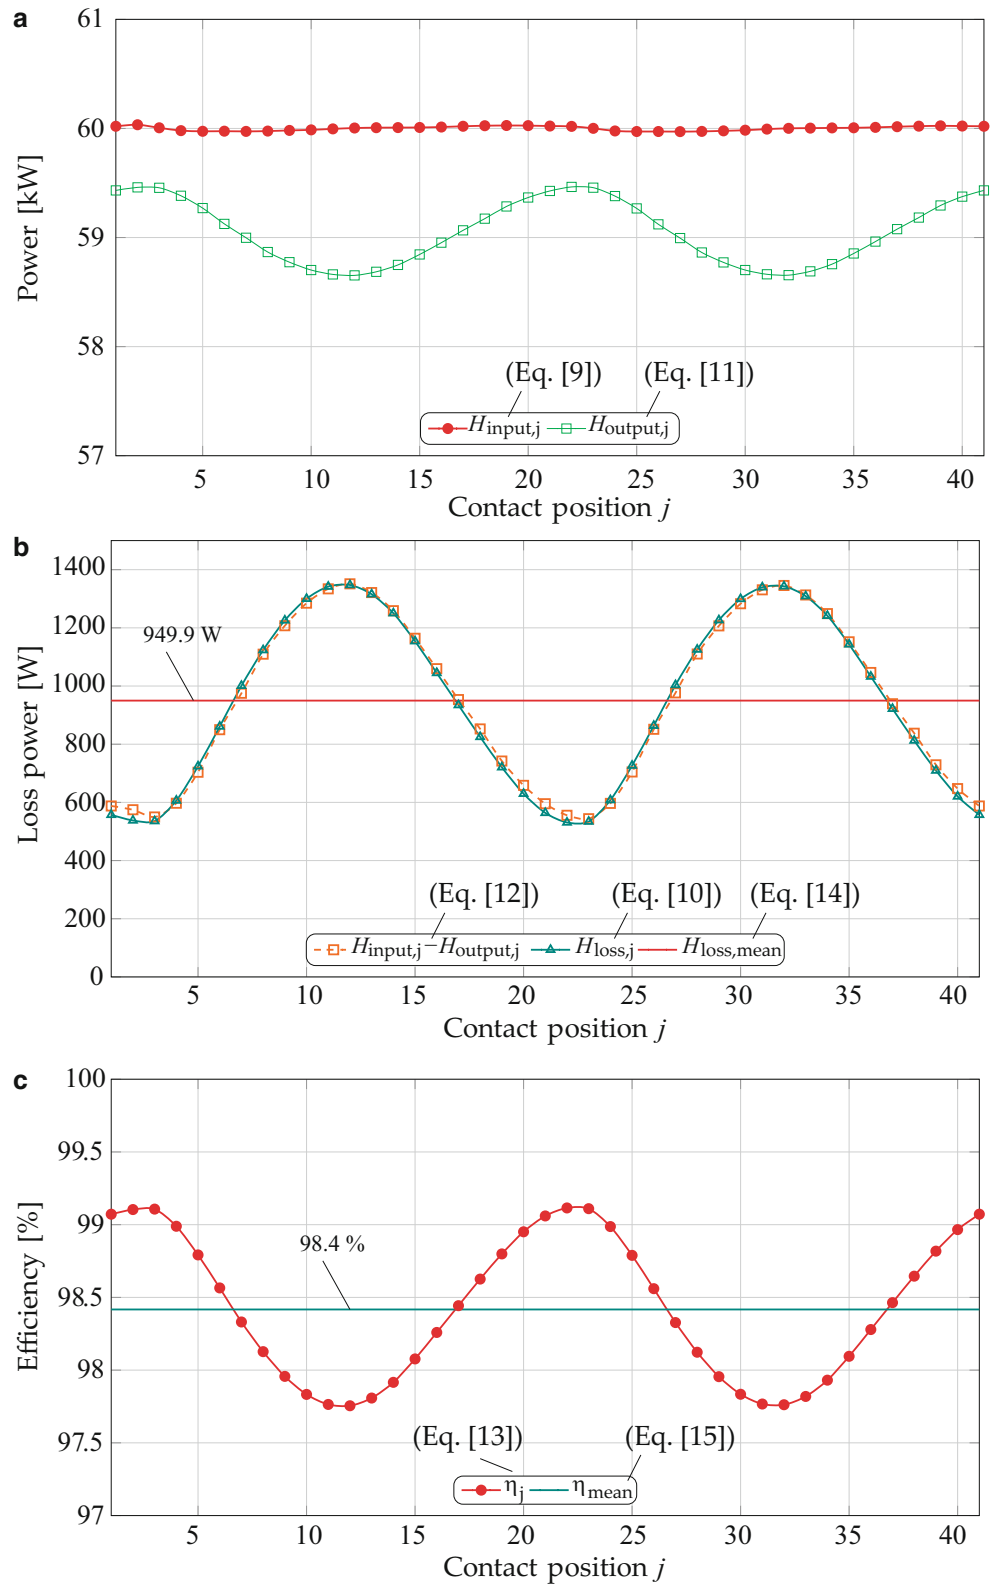 a
61
60
59
58
57
Power [kW]
(Eq. [9]) (Eq. [11])
Hinput,j Houtput,j
5 10 15 20 25 30 35 40
Contact position j
b
1400
1200
1000
800
600
400
200
0
Loss power [W]
949.9 W
(Eq. [12]) (Eq. [10]) (Eq. [14])
Hinput,j−Houtput,j Hloss,j Hloss,mean
5 10 15 20 25 30 35 40
Contact position j
c
100
99.5
99
98.5
98
97.5
97
Efficiency [%]
98.4 %
(Eq. [13]) (Eq. [15])
ηj ηmean
5 10 15 20 25 30 35 40
Contact position j